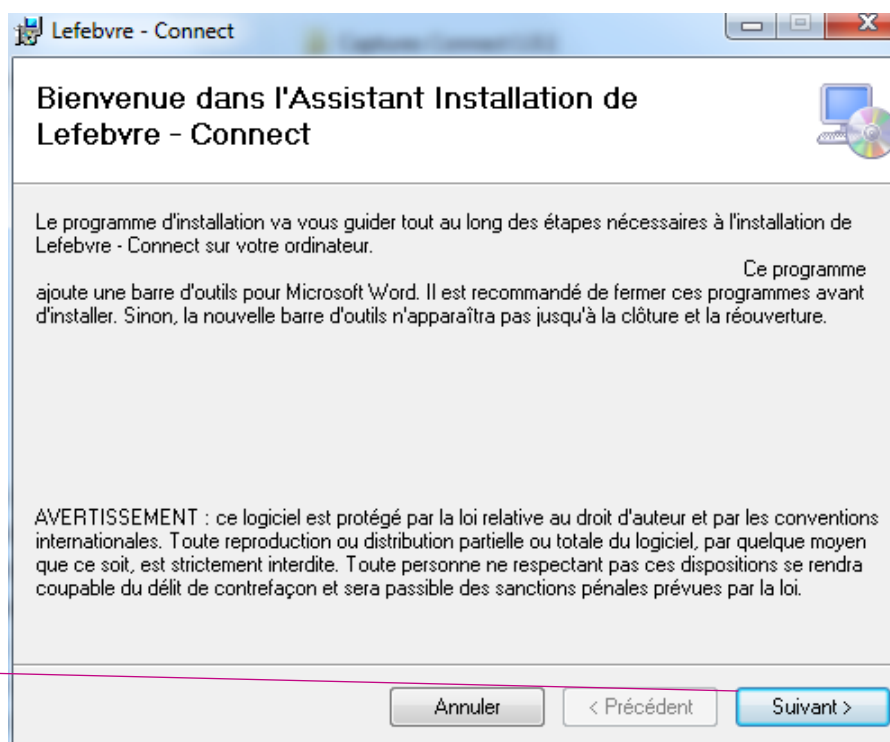 Lefebvre - Connect
Bienvenue dans l'Assistant Installation de
Lefebvre - Connect
Le programme d'installation va vous guider tout au long des étapes nécessaires à l'installation de
Lefebvre - Connect sur votre ordinateur.
Ce programme
ajoute une barre d'outils pour Microsoft Word. Il est recommandé de fermer ces programmes avant
d'installer. Sinon, la nouvelle barre d'outils n'apparaîtra pas jusqu'à la clôture et la réouverture.
AVERTISSEMENT : ce logiciel est protégé par la loi relative au droit d'auteur et par les conventions
internationales. Toute reproduction ou distribution partielle ou totale du logiciel, par quelque moyen
que ce soit, est strictement interdite. Toute personne ne respectant pas ces dispositions se rendra
coupable du délit de contrefaçon et sera passible des sanctions pénales prévues par la loi.
Annuler < Précédent Suivant >